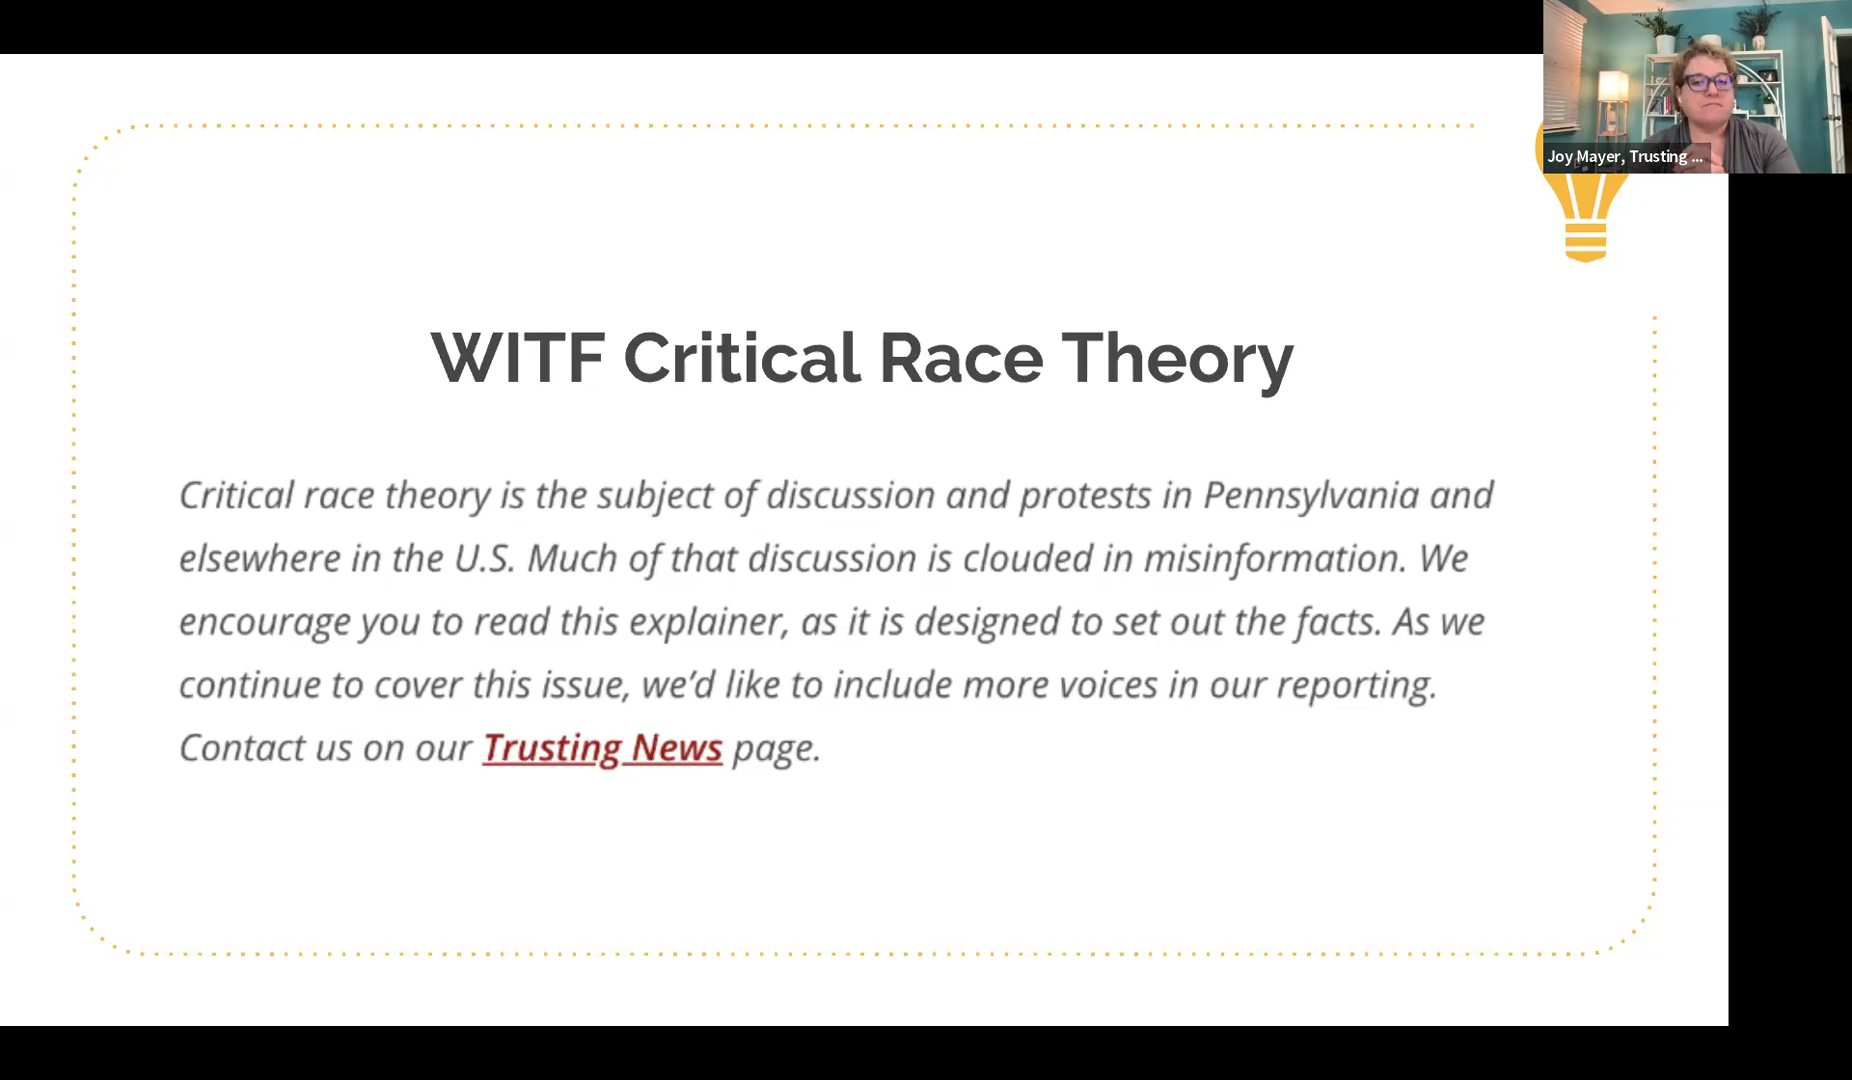 Joy Mayer, Trusting ...
WITF Critical Race Theory
Critical race theory is the subject of discussion and protests in Pennsylvania and
elsewhere in the U.S. Much of that discussion is clouded in misinformation. We
encourage you to read this explainer, as it is designed to set out the facts. As we
continue to cover this issue, we’d like to include more voices in our reporting.
Contact us on our Trusting News page.